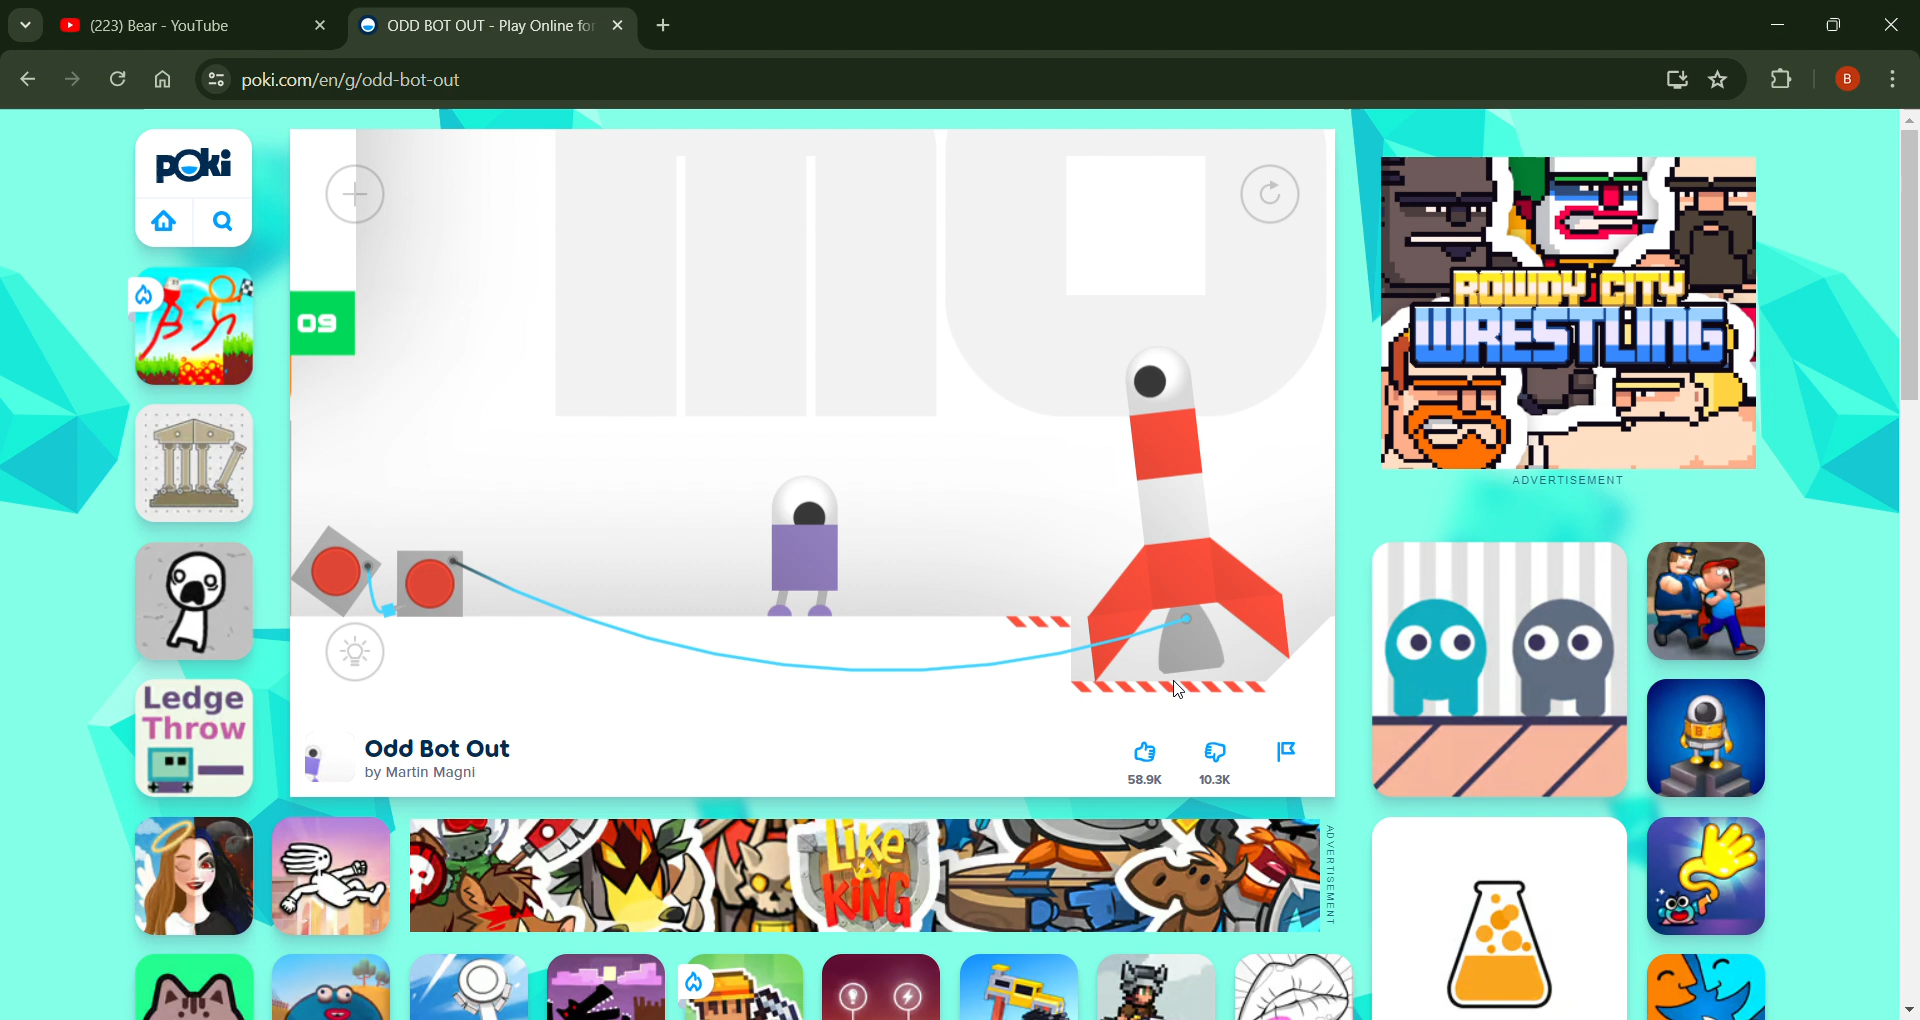 (223) Bear - YouTube
ODD BOT OUT - Play Online for
poki.com/en/g/odd-bot-out
B
poki
09
ROWDY CITY
WRESTLING
ADVERTISEMENT
Ledge
Throw
Odd Bot Out
by Martin Magni
58.9K
10.3K
LIKE
&
KING
ADVERTISEMENT
B